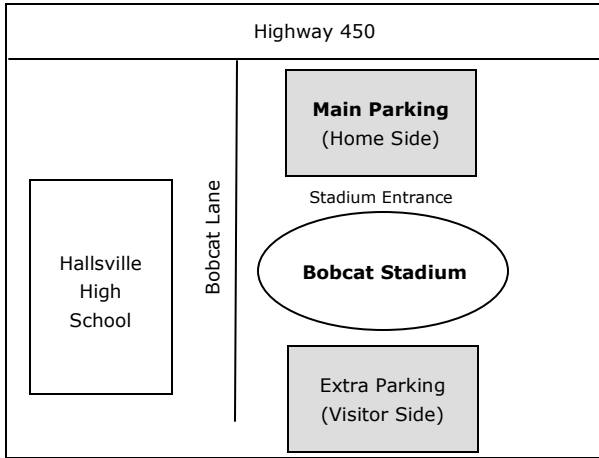 Highway 450
Main Parking
(Home Side)
Stadium Entrance
Bobcat Lane
Bobcat Stadium
Hallsville
High
School
Extra Parking
(Visitor Side)